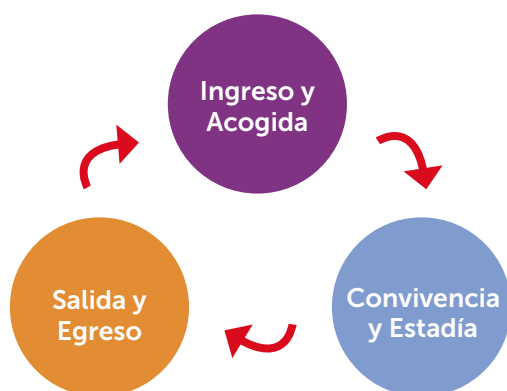 Ingreso y
Acogida
Convivencia
y Estadía
Salida y
Egreso